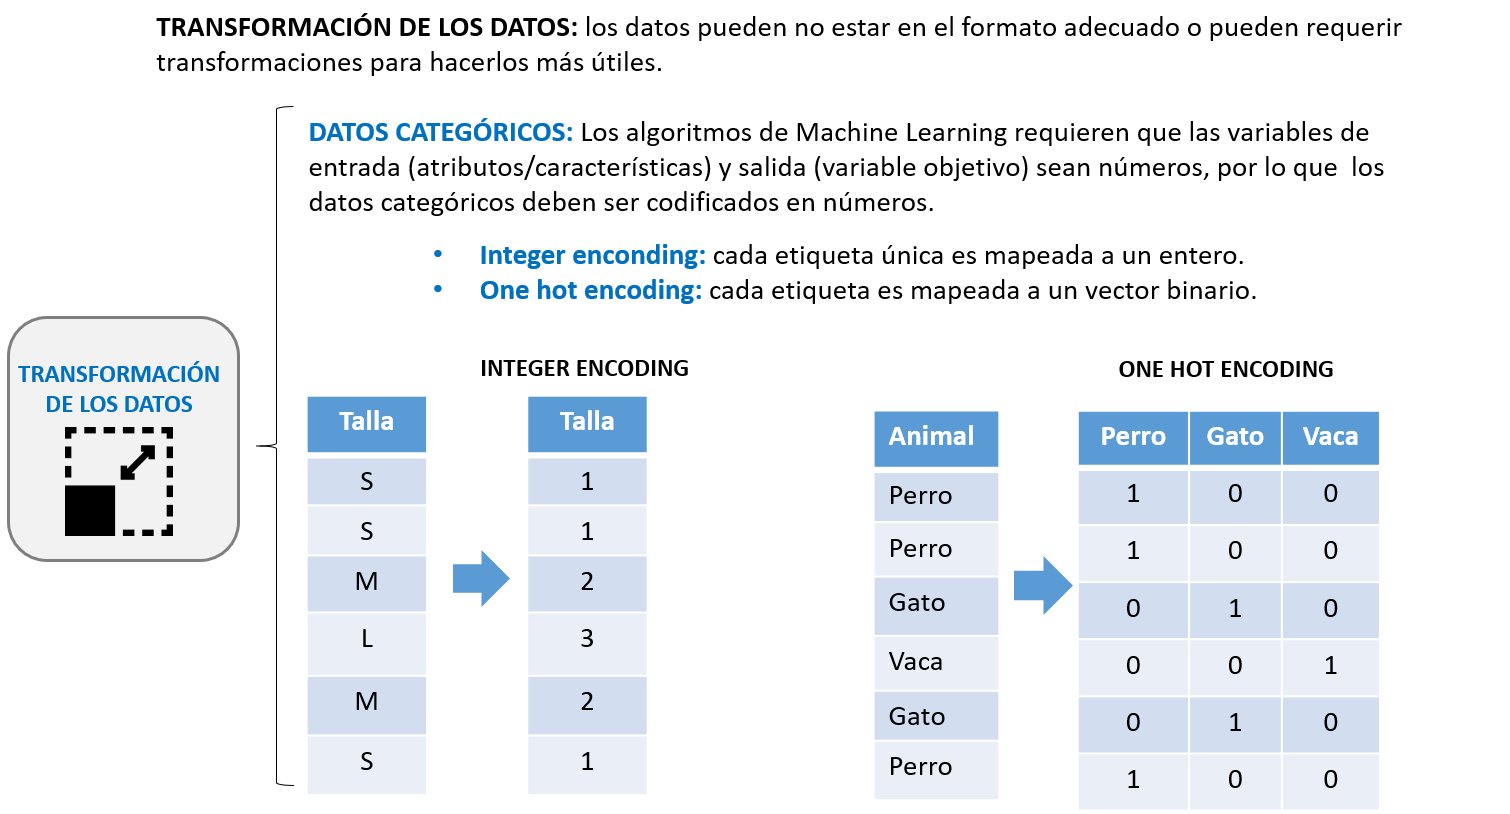 TRANSFORMACIÓN DE LOS DATOS: los datos pueden no estar en el formato adecuado o pueden requerir
transformaciones para hacerlos más útiles.
DATOS CATEGÓRICOS: Los algoritmos de Machine Learning requieren que las variables de
entrada (atributos/características) y salida (variable objetivo) sean números, por lo que los
datos categóricos deben ser codificados en números.
• Integer enconding: cada etiqueta única es mapeada a un entero.
• One hot encoding: cada etiqueta es mapeada a un vector binario.
TRANSFORMACIÓN
DE LOS DATOS
INTEGER ENCODING
Talla
S
S
M
L
M
S
Talla
1
1
2
3
2
1
ONE HOT ENCODING
Animal
Perro
Perro
Gato
Vaca
Gato
Perro
Perro Gato Vaca
1 0 0
1 0 0
0 1 0
0 0 1
0 1 0
1 0 0